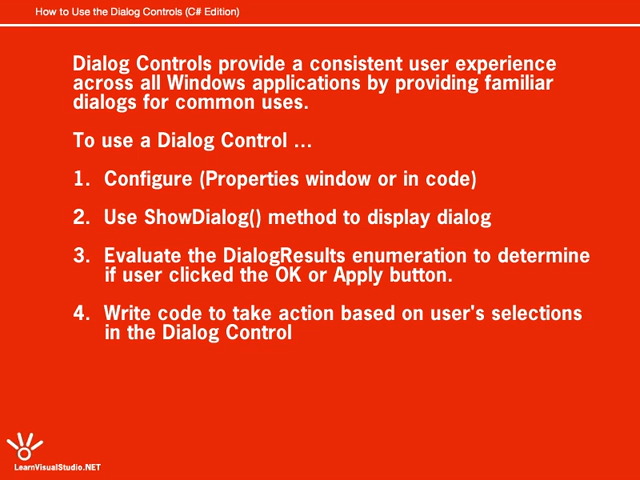 How to Use the Dialog Controls (C# Edition)
Dialog Controls provide a consistent user experience
across all Windows applications by providing familiar
dialogs for common uses.
To use a Dialog Control ...
1. Configure (Properties window or in code)
2. Use ShowDialog() method to display dialog
3. Evaluate the DialogResults enumeration to determine
if user clicked the OK or Apply button.
4. Write code to take action based on user's selections
in the Dialog Control
LearnVisualStudio.NET